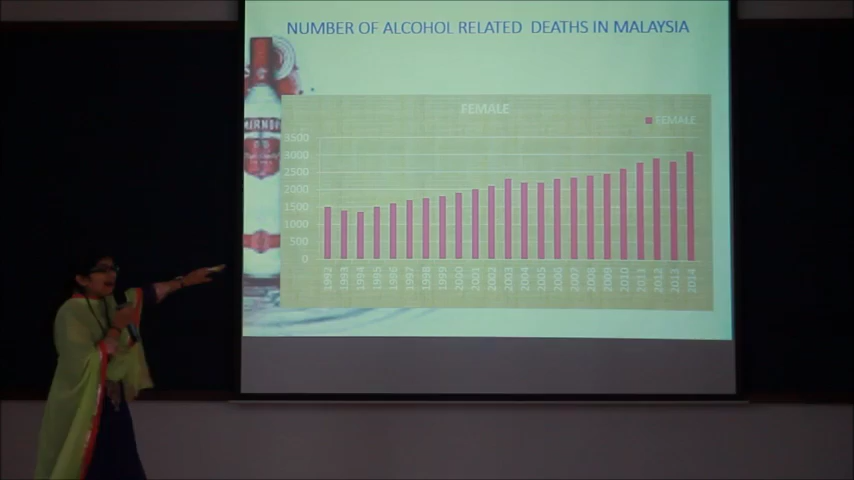 NUMBER OF ALCOHOL RELATED DEATHS IN MALAYSIA
FEMALE
FEMALE
3500
3000
2500
2000
1500
1000
500
0
1992 1993 1994 1995 1996 1997 1998 1999 2000 2001 2002 2003 2004 2005 2006 2007 2008 2009 2010 2011 2012 2013 2014